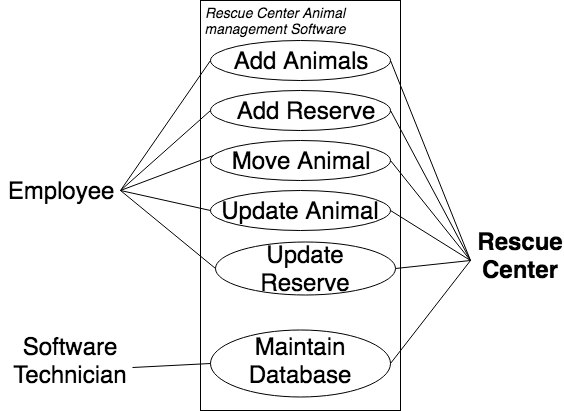 Rescue Center Animal
management Software
Add Animals
Add Reserve
Move Animal
Employee
Update Animal
Update
Reserve
Rescue
Center
Software
Technician
Maintain
Database